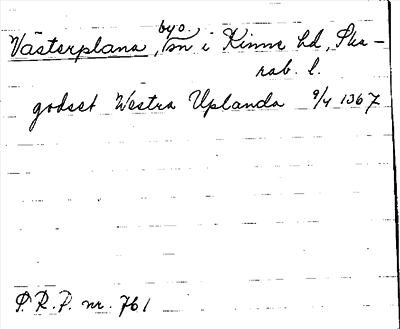 Västerplana, byo. sn i Kinne hd, Ska-
rab. l.
godset Westra Uplanda 9/4 1367
S.R.P. nr. 761